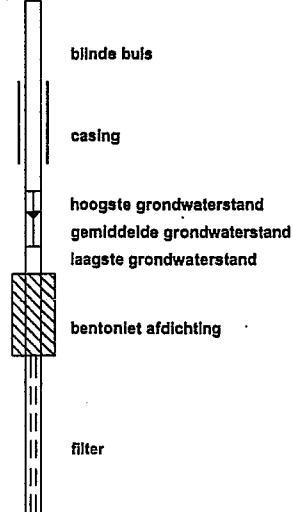 blinde buis
casing
hoogste grondwaterstand
gemiddelde grondwaterstand
laagste grondwaterstand
bentoniet afdichting
filter